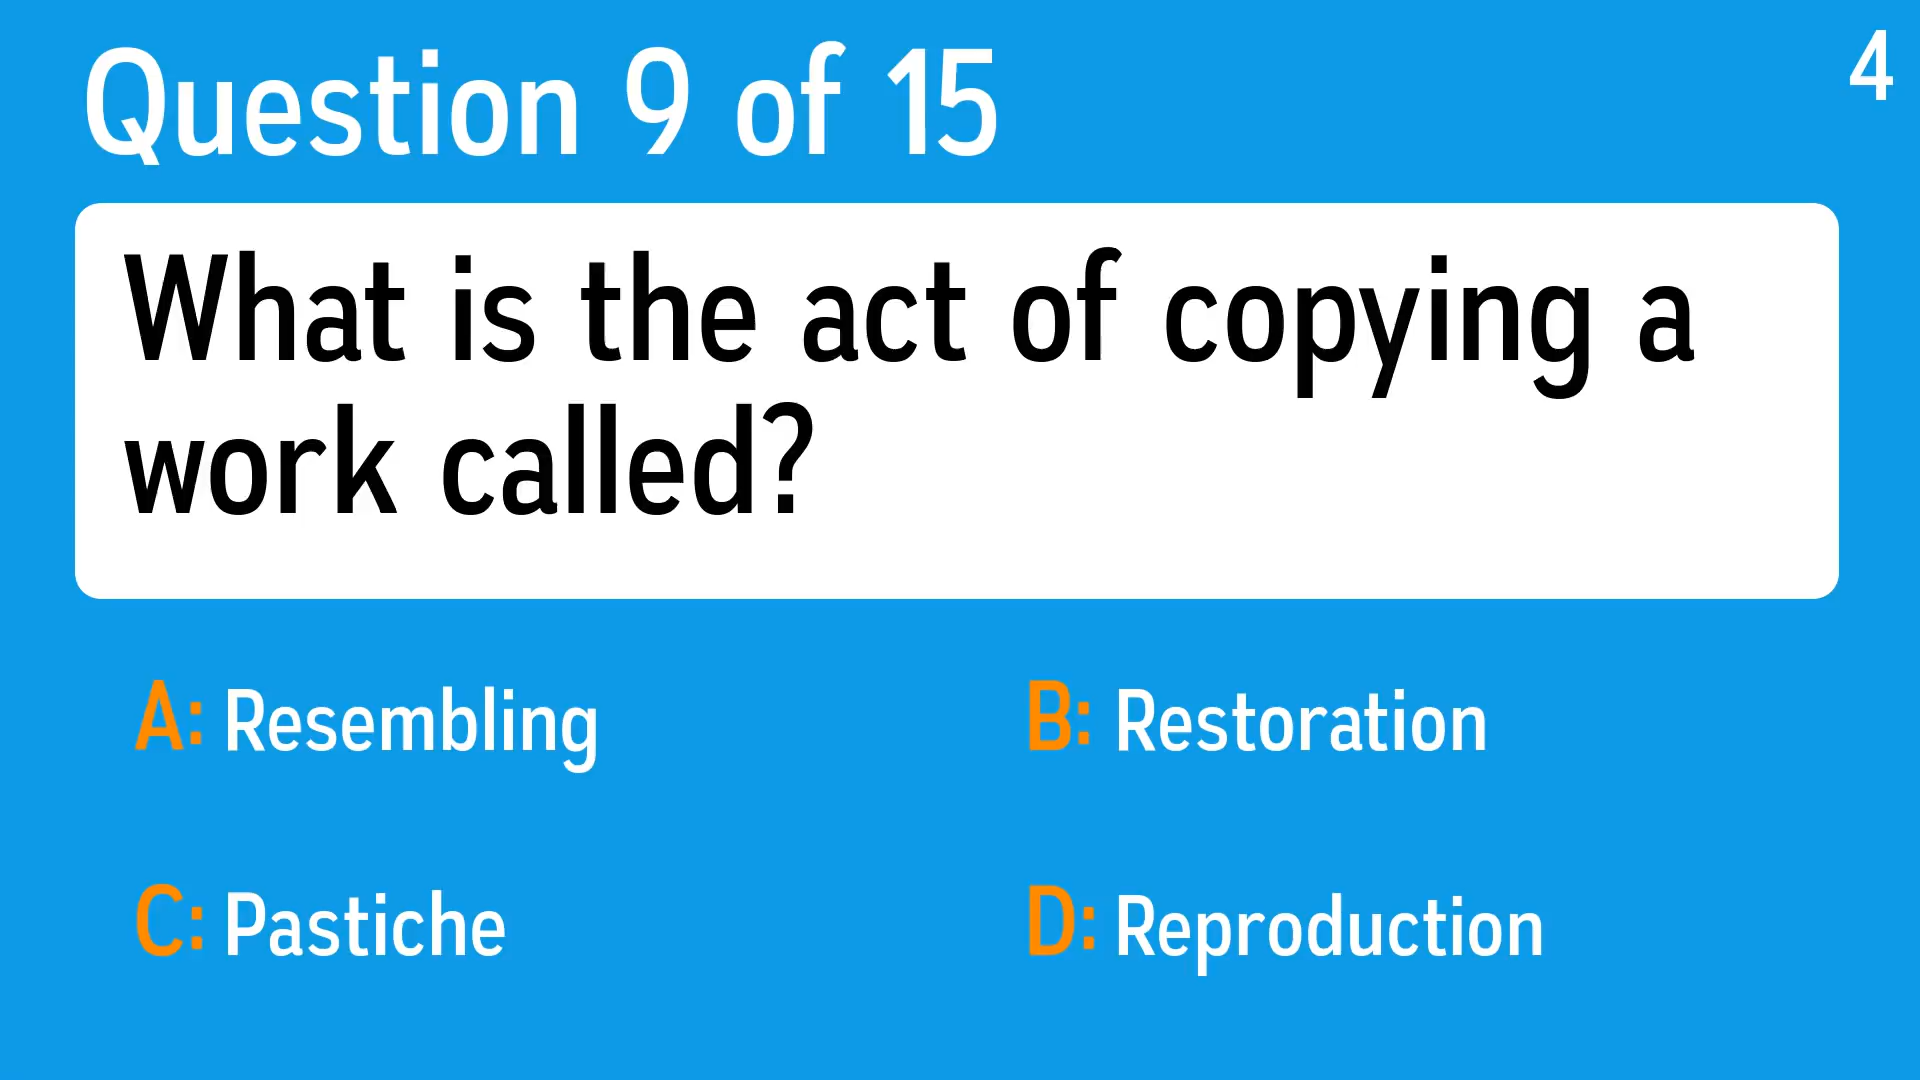 Question 9 of 15
4
What is the act of copying a
work called?
A: Resembling
B: Restoration
C: Pastiche
D: Reproduction